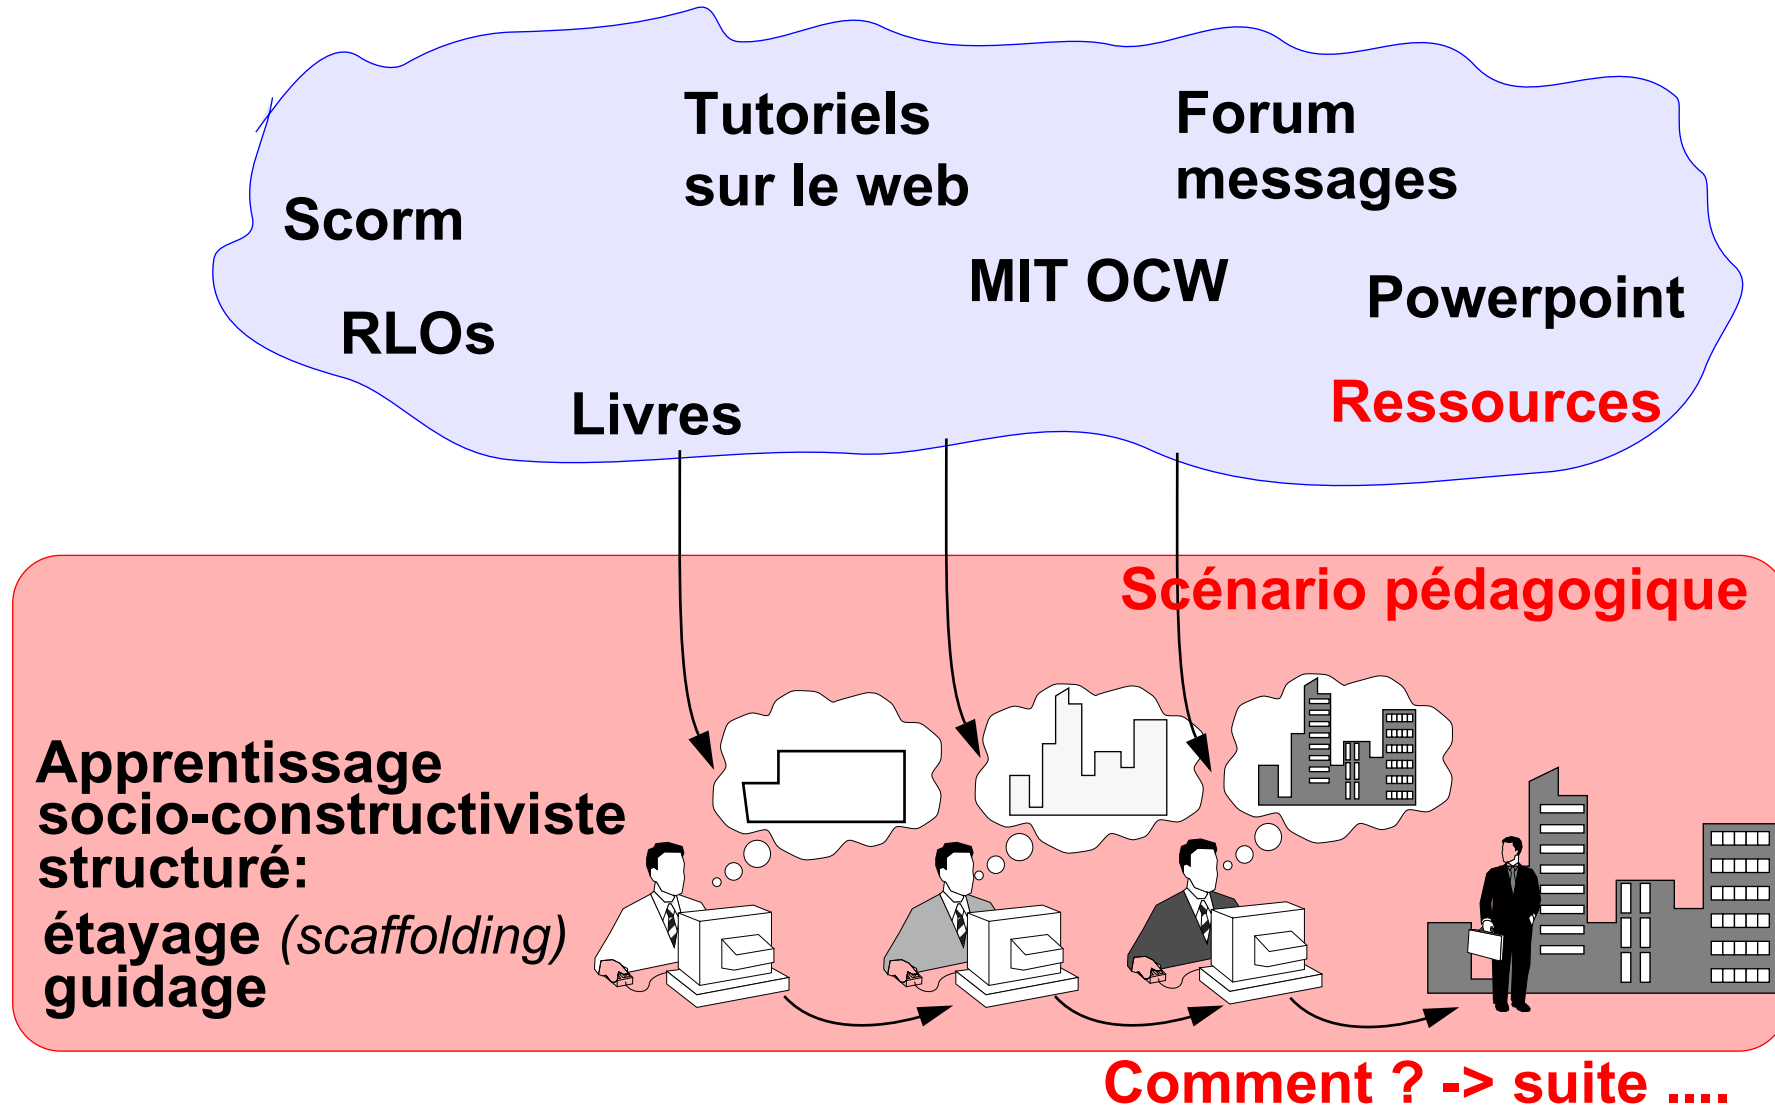 Tutoriels
sur le web
Forum
messages
Scorm
MIT OCW
Powerpoint
RLOs
Livres
Ressources
Scénario pédagogique
Apprentissage
socio-constructiviste
structuré:
étayage (scaffolding)
guidage
Comment ? -> suite ....